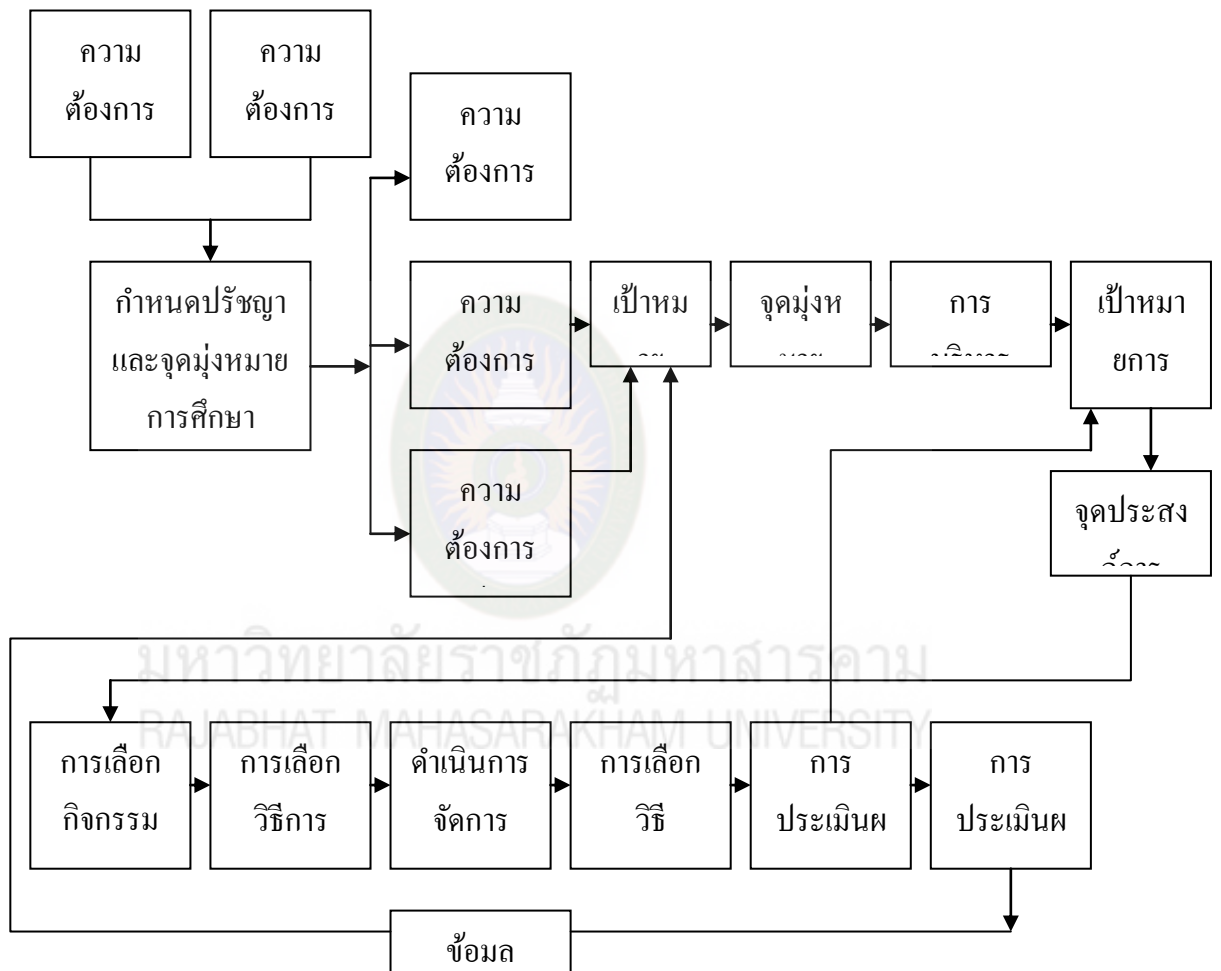 ความ
ต้องการ
ความ
ต้องการ
ความ
ต้องการ
กำหนดปรัชญา
และจุดมุ่งหมาย
การศึกษา
ความ
ต้องการ
เป้าหม
จุดมุ่งห
การ
เป้าหมา
ยการ
ความ
ต้องการ
จุดประสง
มหาวิทยาลัยราชภัฏมหาสารคาม
RAJABHAT MAHASARAKHAM UNIVERSITY
การเลือก
กิจกรรม
การเลือก
วิธีการ
ดำเนินการ
จัดการ
การเลือก
วิธี
การ
ประเมินผ
การ
ประเมินผ
ข้อมูล